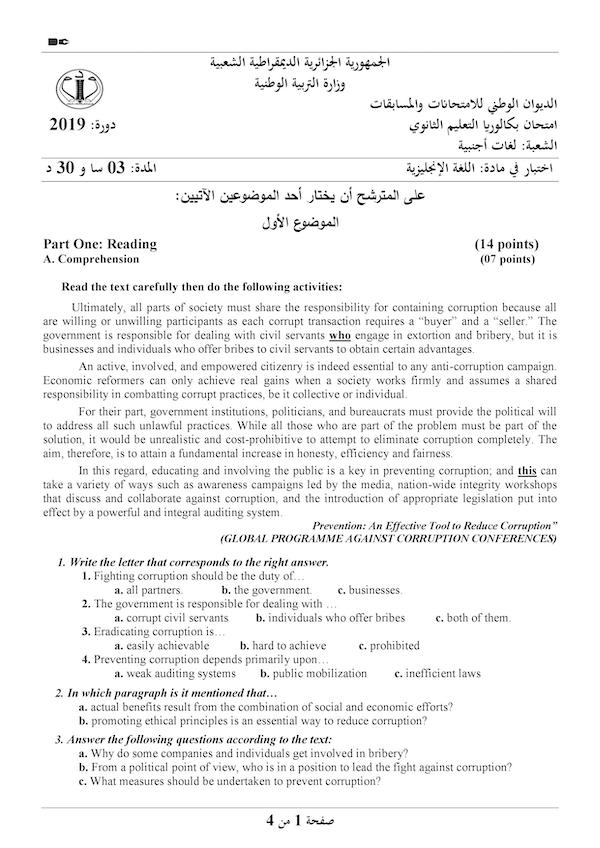 الجمهورية الجزائرية الديمقراطية الشعبية
وزارة التربية الوطنية
الديوان الوطني للامتحانات والمسابقات
امتحان بكالوريا التعليم الثانوي
دورة: 2019
الشعبة: لغات أجنبية
اختبار في مادة: اللغة الإنجليزية
المدة: 03 سا و 30 د
على المترشح أن يختار أحد الموضوعين الآتيين:
الموضوع الأول
Part One: Reading (14 points)
A. Comprehension (07 points)
Read the text carefully then do the following activities:
Ultimately, all parts of society must share the responsibility for containing corruption because all
are willing or unwilling participants as each corrupt transaction requires a “buyer” and a “seller.” The
government is responsible for dealing with civil servants who engage in extortion and bribery, but it is
businesses and individuals who offer bribes to civil servants to obtain certain advantages.
An active, involved, and empowered citizenry is indeed essential to any anti-corruption campaign.
Economic reformers can only achieve real gains when a society works firmly and assumes a shared
responsibility in combatting corrupt practices, be it collective or individual.
For their part, government institutions, politicians, and bureaucrats must provide the political will
to address all such unlawful practices. While all those who are part of the problem must be part of the
solution, it would be unrealistic and cost-prohibitive to attempt to eliminate corruption completely. The
aim, therefore, is to attain a fundamental increase in honesty, efficiency and fairness.
In this regard, educating and involving the public is a key in preventing corruption; and this can
take a variety of ways such as awareness campaigns led by the media, nation-wide integrity workshops
that discuss and collaborate against corruption, and the introduction of appropriate legislation put into
effect by a powerful and integral auditing system.
Prevention: An Effective Tool to Reduce Corruption”
(GLOBAL PROGRAMME AGAINST CORRUPTION CONFERENCES)
1. Write the letter that corresponds to the right answer.
1. Fighting corruption should be the duty of…
a. all partners. b. the government. c. businesses.
2. The government is responsible for dealing with …
a. corrupt civil servants b. individuals who offer bribes c. both of them.
3. Eradicating corruption is…
a. easily achievable b. hard to achieve c. prohibited
4. Preventing corruption depends primarily upon…
a. weak auditing systems b. public mobilization c. inefficient laws
2. In which paragraph is it mentioned that…
a. actual benefits result from the combination of social and economic efforts?
b. promoting ethical principles is an essential way to reduce corruption?
3. Answer the following questions according to the text:
a. Why do some companies and individuals get involved in bribery?
b. From a political point of view, who is in a position to lead the fight against corruption?
c. What measures should be undertaken to prevent corruption?
صفحة 1 من 4